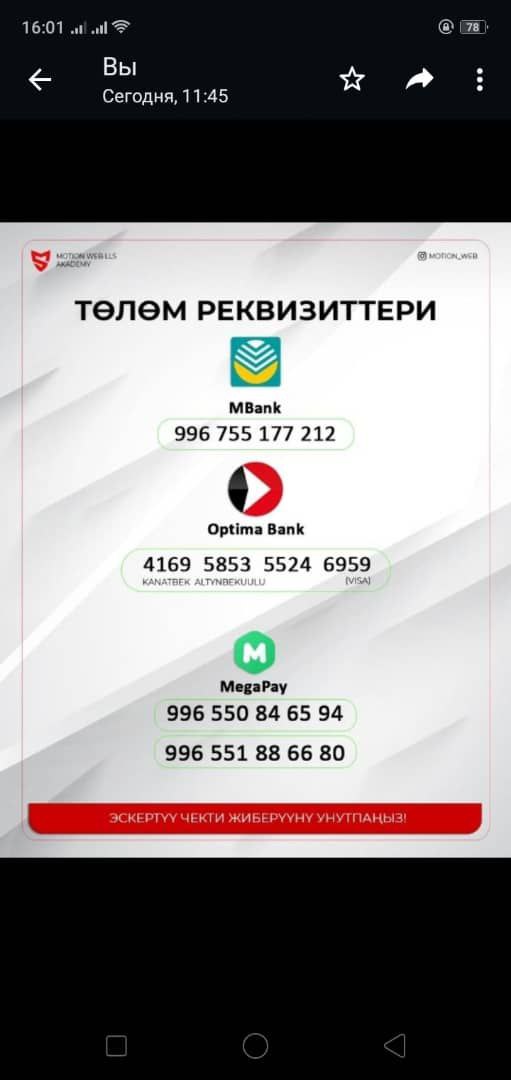 16:01
78
Вы
Сегодня, 11:45
MOTION WEB LLS
AKADEMY
MOTION_WEB
ТӨЛӨМ РЕКВИЗИТТЕРИ
MBank
996 755 177 212
Optima Bank
4169 5853 5524 6959
KANATBEK ALTYNBEKUULU (VISA)
MegaPay
996 550 84 65 94
996 551 88 66 80
ЭСКЕРТҮҮ ЧЕКТИ ЖИБЕРҮҮНҮ УНУТПАҢЫЗ!